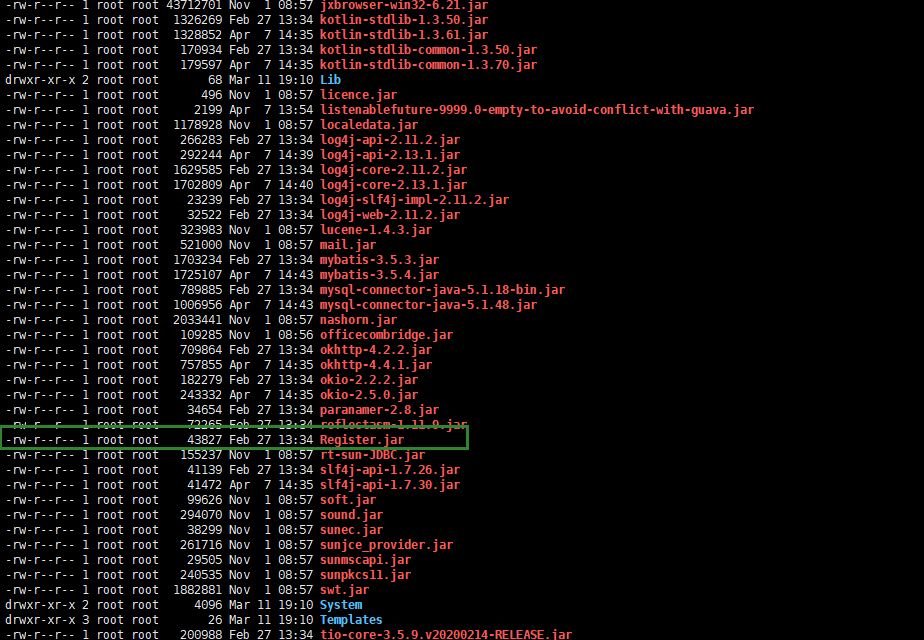 -rw-r--r-- 1 root root 43712701 Nov  1 08:57 jxbrowser-win32-6.21.jar
-rw-r--r-- 1 root root  1326269 Feb 27 13:34 kotlin-stdlib-1.3.50.jar
-rw-r--r-- 1 root root  1328852 Apr  7 14:35 kotlin-stdlib-1.3.61.jar
-rw-r--r-- 1 root root   170934 Feb 27 13:34 kotlin-stdlib-common-1.3.50.jar
-rw-r--r-- 1 root root   179597 Apr  7 14:35 kotlin-stdlib-common-1.3.70.jar
drwxr-xr-x 2 root root       68 Mar 11 19:10 Lib
-rw-r--r-- 1 root root      496 Nov  1 08:57 licence.jar
-rw-r--r-- 1 root root     2199 Apr  7 13:54 listenablefuture-9999.0-empty-to-avoid-conflict-with-guava.jar
-rw-r--r-- 1 root root  1178928 Nov  1 08:57 localedata.jar
-rw-r--r-- 1 root root   266283 Feb 27 13:34 log4j-api-2.11.2.jar
-rw-r--r-- 1 root root   292244 Apr  7 14:39 log4j-api-2.13.1.jar
-rw-r--r-- 1 root root  1629585 Feb 27 13:34 log4j-core-2.11.2.jar
-rw-r--r-- 1 root root  1702809 Apr  7 14:40 log4j-core-2.13.1.jar
-rw-r--r-- 1 root root    23239 Feb 27 13:34 log4j-slf4j-impl-2.11.2.jar
-rw-r--r-- 1 root root    32522 Feb 27 13:34 log4j-web-2.11.2.jar
-rw-r--r-- 1 root root   323983 Nov  1 08:57 lucene-1.4.3.jar
-rw-r--r-- 1 root root   521000 Nov  1 08:57 mail.jar
-rw-r--r-- 1 root root  1703234 Feb 27 13:34 mybatis-3.5.3.jar
-rw-r--r-- 1 root root  1725107 Apr  7 14:43 mybatis-3.5.4.jar
-rw-r--r-- 1 root root   789885 Feb 27 13:34 mysql-connector-java-5.1.18-bin.jar
-rw-r--r-- 1 root root  1006956 Apr  7 14:43 mysql-connector-java-5.1.48.jar
-rw-r--r-- 1 root root  2033441 Nov  1 08:57 nashorn.jar
-rw-r--r-- 1 root root   109285 Nov  1 08:56 officecombridge.jar
-rw-r--r-- 1 root root   709864 Feb 27 13:34 okhttp-4.2.2.jar
-rw-r--r-- 1 root root   757855 Apr  7 14:35 okhttp-4.4.1.jar
-rw-r--r-- 1 root root   182279 Feb 27 13:34 okio-2.2.2.jar
-rw-r--r-- 1 root root   243332 Apr  7 14:35 okio-2.5.0.jar
-rw-r--r-- 1 root root    34654 Feb 27 13:34 paranamer-2.8.jar
-rw-r--r-- 1 root root    72265 Feb 27 13:34 reflectasm-1.11.9.jar
-rw-r--r-- 1 root root    43827 Feb 27 13:34 Register.jar
-rw-r--r-- 1 root root   155237 Nov  1 08:57 rt-sun-JDBC.jar
-rw-r--r-- 1 root root    41139 Feb 27 13:34 slf4j-api-1.7.26.jar
-rw-r--r-- 1 root root    41472 Apr  7 14:35 slf4j-api-1.7.30.jar
-rw-r--r-- 1 root root    99626 Nov  1 08:57 soft.jar
-rw-r--r-- 1 root root   294070 Nov  1 08:57 sound.jar
-rw-r--r-- 1 root root    38299 Nov  1 08:57 sunec.jar
-rw-r--r-- 1 root root   261716 Nov  1 08:57 sunjce_provider.jar
-rw-r--r-- 1 root root    29505 Nov  1 08:57 sunmscapi.jar
-rw-r--r-- 1 root root   240535 Nov  1 08:57 sunpkcs11.jar
-rw-r--r-- 1 root root  1882881 Nov  1 08:57 swt.jar
drwxr-xr-x 2 root root     4096 Mar 11 19:10 System
drwxr-xr-x 3 root root       26 Mar 11 19:10 Templates
-rw-r--r-- 1 root root   200988 Feb 27 13:34 tio-core-3.5.9.v20200214-RELEASE.jar